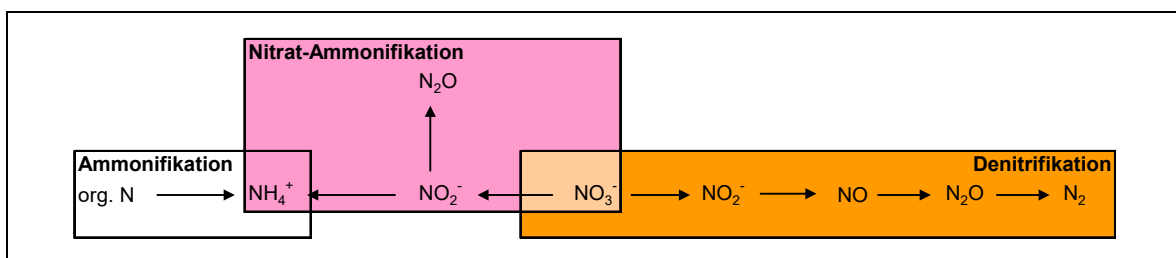 Nitrat-Ammonifikation
N₂O
Ammonifikation
Denitrifikation
org. N → NH₄⁺ ← NO₂⁻ ← NO₃⁻ → NO₂⁻ → NO → N₂O → N₂